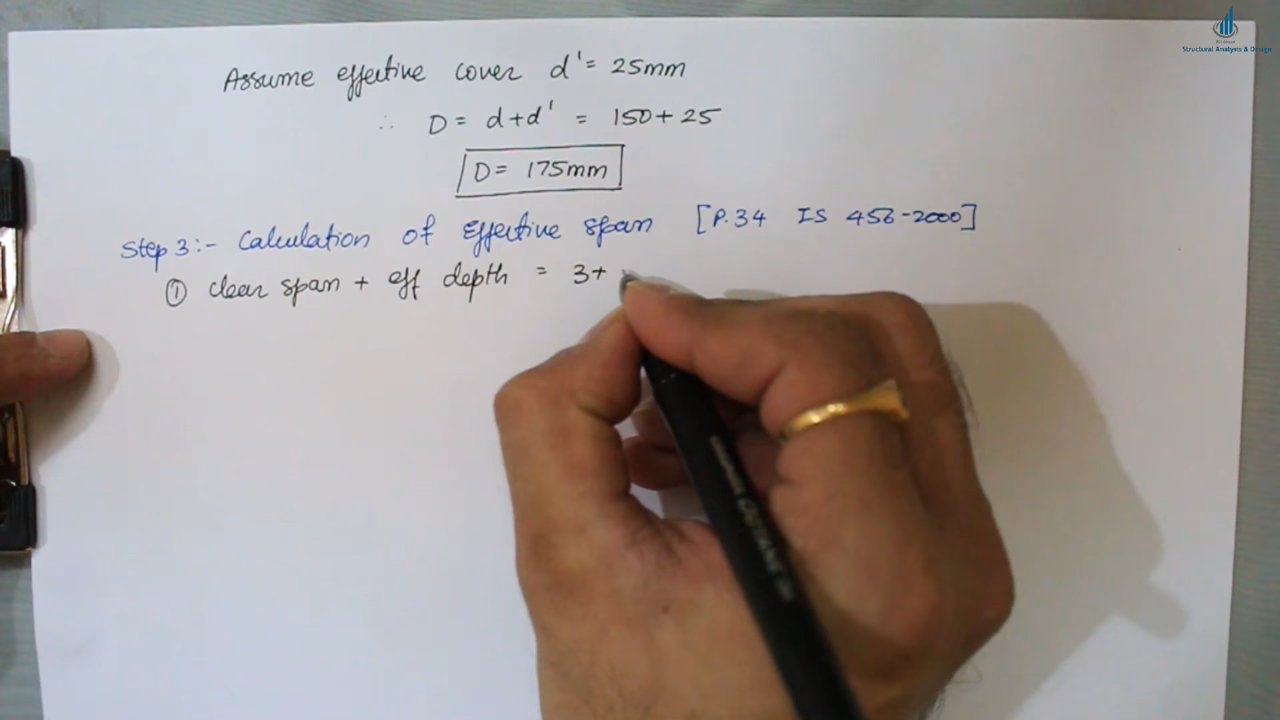 Assume effective cover d' = 25mm
∴ D = d+d' = 150+25
D = 175mm
Step 3:- Calculation of Effective span [P.34 IS 456-2000]
① clear span + eff depth = 3+
Structural Analysis & Design